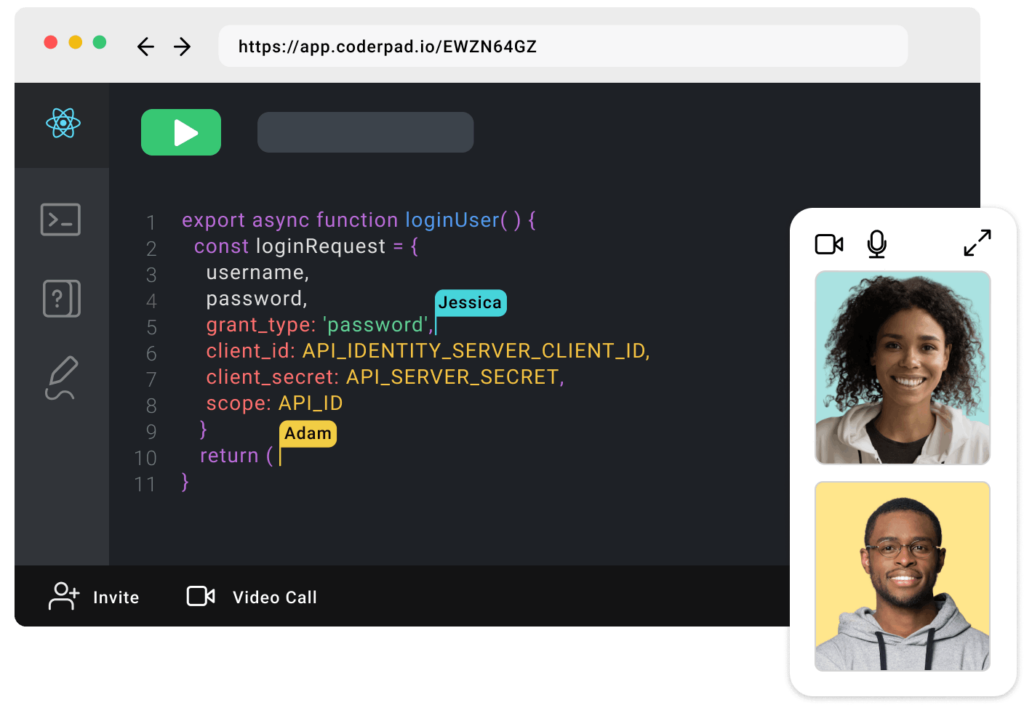 https://app.coderpad.io/EWZN64GZ
1 export async function loginUser( ) {
2 const loginRequest = {
3 username,
4 password,
Jessica
5 grant_type: 'password',
6 client_id: API_IDENTITY_SERVER_CLIENT_ID,
7 client_secret: API_SERVER_SECRET,
8 scope: API_ID
9 }
Adam
10 return (
11 }
Invite Video Call